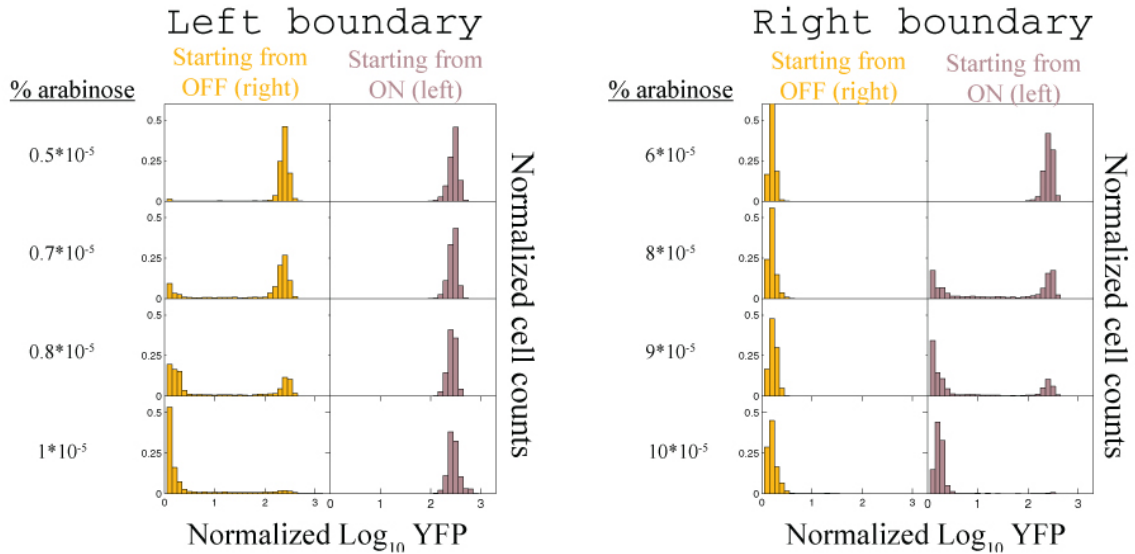 Left boundary
Starting from
OFF (right)
Starting from
ON (left)
% arabinose
0.5*10-5
0.7*10-5
0.8*10-5
1*10-5
0.5
0.25
0
0.5
0.25
0
0.5
0.25
0
0.5
0.25
0
0 1 2 3 0 1 2 3
Normalized Log10 YFP
Normalized cell counts
Right boundary
Starting from
OFF (right)
Starting from
ON (left)
% arabinose
6*10-5
8*10-5
9*10-5
10*10-5
0.5
0.25
0
0.5
0.25
0
0.5
0.25
0
0.5
0.25
0
0 1 2 3 0 1 2 3
Normalized Log10 YFP
Normalized cell counts